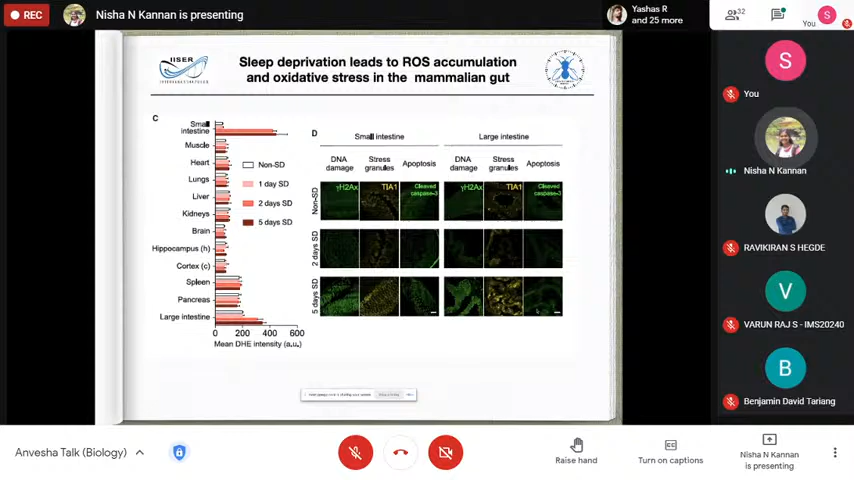 REC
Nisha N Kannan is presenting
Yashas R
and 25 more
32
You
S
IISER
Sleep deprivation leads to ROS accumulation
and oxidative stress in the mammalian gut
C
Small
intestine
Muscle
Heart
Lungs
Liver
Kidneys
Brain
Hippocampus (h)
Cortex (c)
Spleen
Pancreas
Large intestine
0 200 400 600
Mean DHE intensity (a.u.)
Non-SD
1 day SD
2 days SD
5 days SD
D
Small intestine
Large intestine
DNA
damage
Stress
granules
Apoptosis
DNA
damage
Stress
granules
Apoptosis
Non-SD
γH2Ax
TIA1
Cleaved
caspase-3
γH2Ax
TIA1
Cleaved
caspase-3
2 days SD
5 days SD
S
You
Nisha N Kannan
RAVIKIRAN S HEGDE
V
VARUN RAJ S - IMS20240
B
Benjamin David Tariang
Anvesha Talk (Biology)
Raise hand
Turn on captions
Nisha N Kannan
is presenting